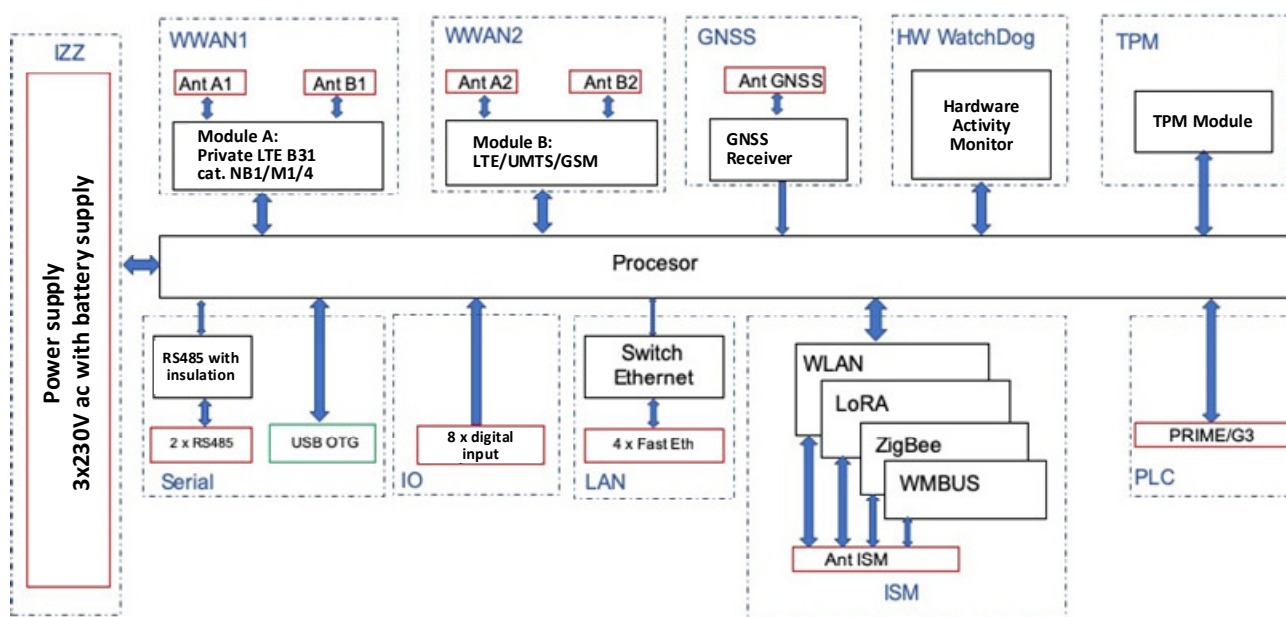 IZZ
Power supply
3x230V ac with battery supply
WWAN1
Ant A1
Ant B1
Module A:
Private LTE B31
cat. NB1/M1/4
WWAN2
Ant A2
Ant B2
Module B:
LTE/UMTS/GSM
GNSS
Ant GNSS
GNSS
Receiver
HW WatchDog
Hardware
Activity
Monitor
TPM
TPM Module
Procesor
RS485 with
insulation
2 x RS485
USB OTG
Serial
8 x digital
input
IO
Switch
Ethernet
4 x Fast Eth
LAN
WLAN
LoRA
ZigBee
WMBUS
Ant ISM
ISM
PRIME/G3
PLC